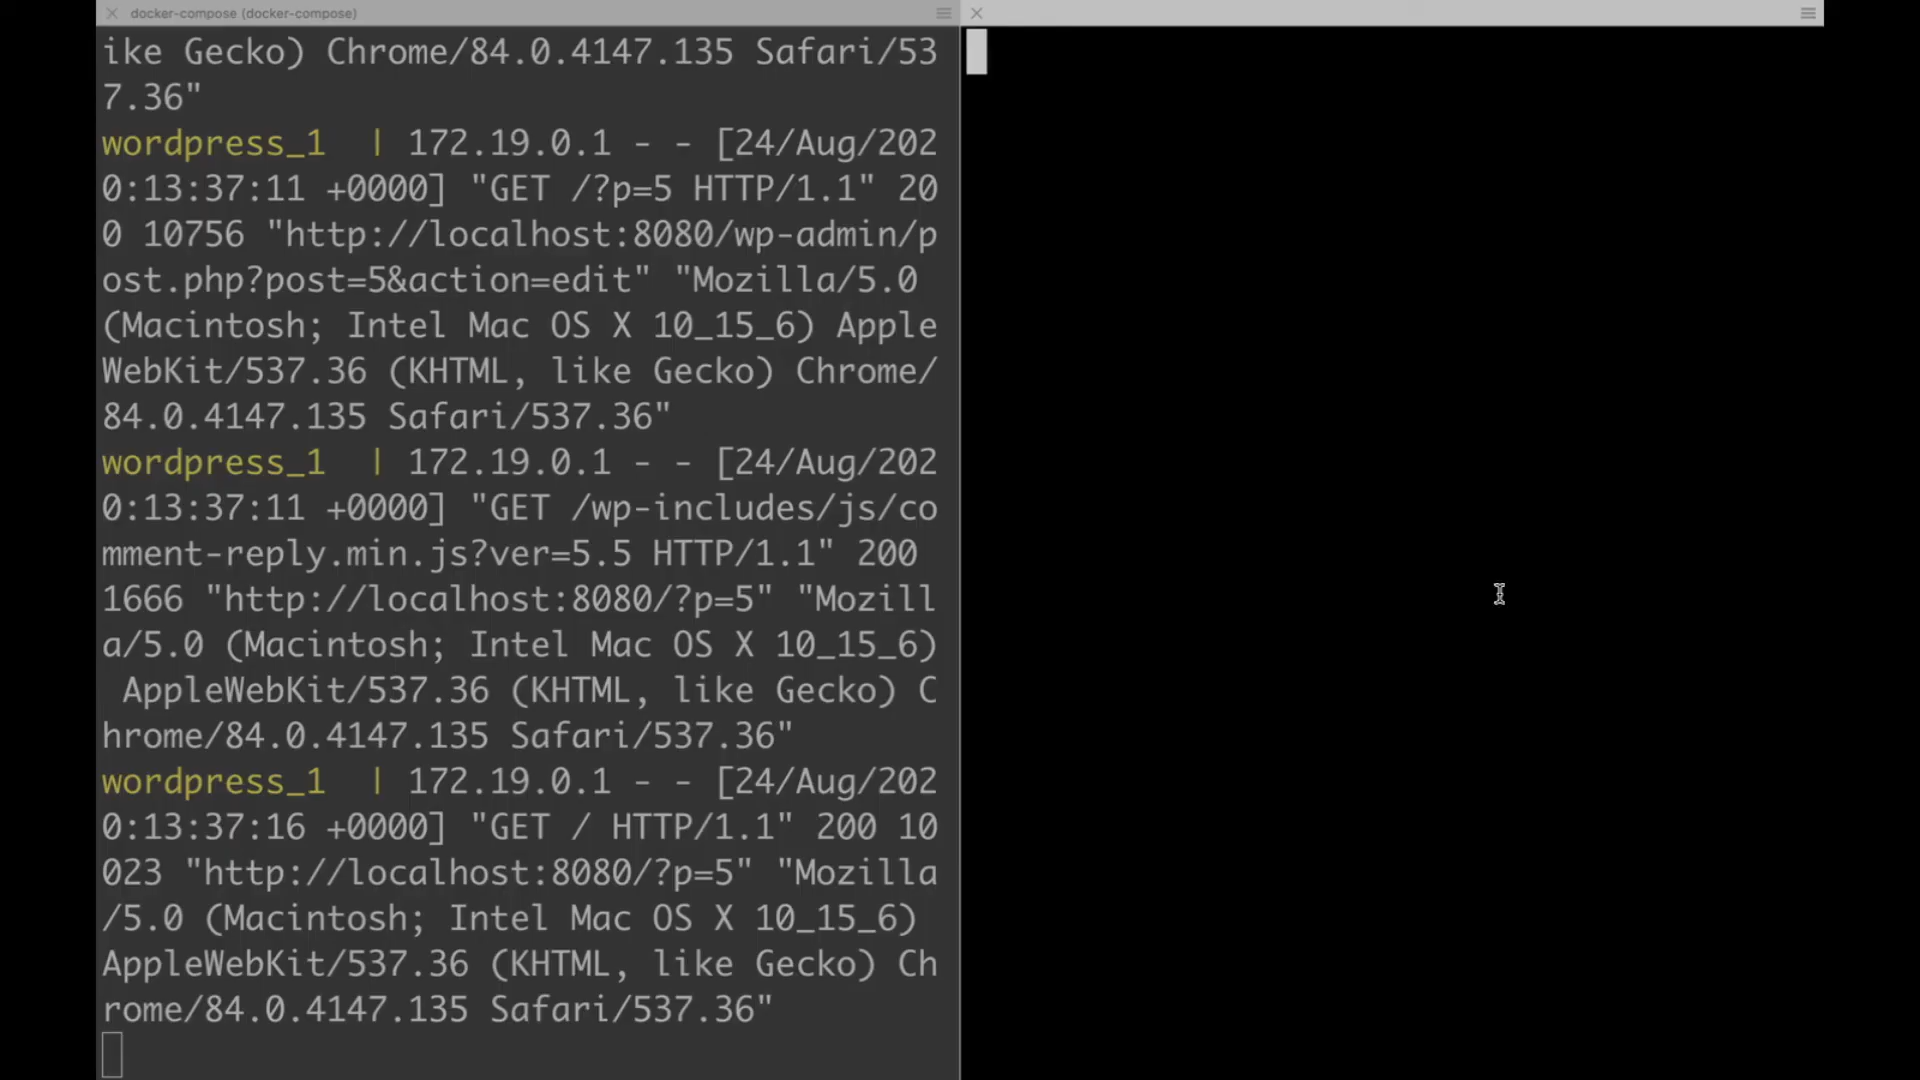 docker-compose (docker-compose)
ike Gecko) Chrome/84.0.4147.135 Safari/53
7.36"
wordpress_1  | 172.19.0.1 - - [24/Aug/202
0:13:37:11 +0000] "GET /?p=5 HTTP/1.1" 20
0 10756 "http://localhost:8080/wp-admin/p
ost.php?post=5&action=edit" "Mozilla/5.0
(Macintosh; Intel Mac OS X 10_15_6) Apple
WebKit/537.36 (KHTML, like Gecko) Chrome/
84.0.4147.135 Safari/537.36"
wordpress_1  | 172.19.0.1 - - [24/Aug/202
0:13:37:11 +0000] "GET /wp-includes/js/co
mment-reply.min.js?ver=5.5 HTTP/1.1" 200
1666 "http://localhost:8080/?p=5" "Mozill
a/5.0 (Macintosh; Intel Mac OS X 10_15_6)
 AppleWebKit/537.36 (KHTML, like Gecko) C
hrome/84.0.4147.135 Safari/537.36"
wordpress_1  | 172.19.0.1 - - [24/Aug/202
0:13:37:16 +0000] "GET / HTTP/1.1" 200 10
023 "http://localhost:8080/?p=5" "Mozilla
/5.0 (Macintosh; Intel Mac OS X 10_15_6)
AppleWebKit/537.36 (KHTML, like Gecko) Ch
rome/84.0.4147.135 Safari/537.36"